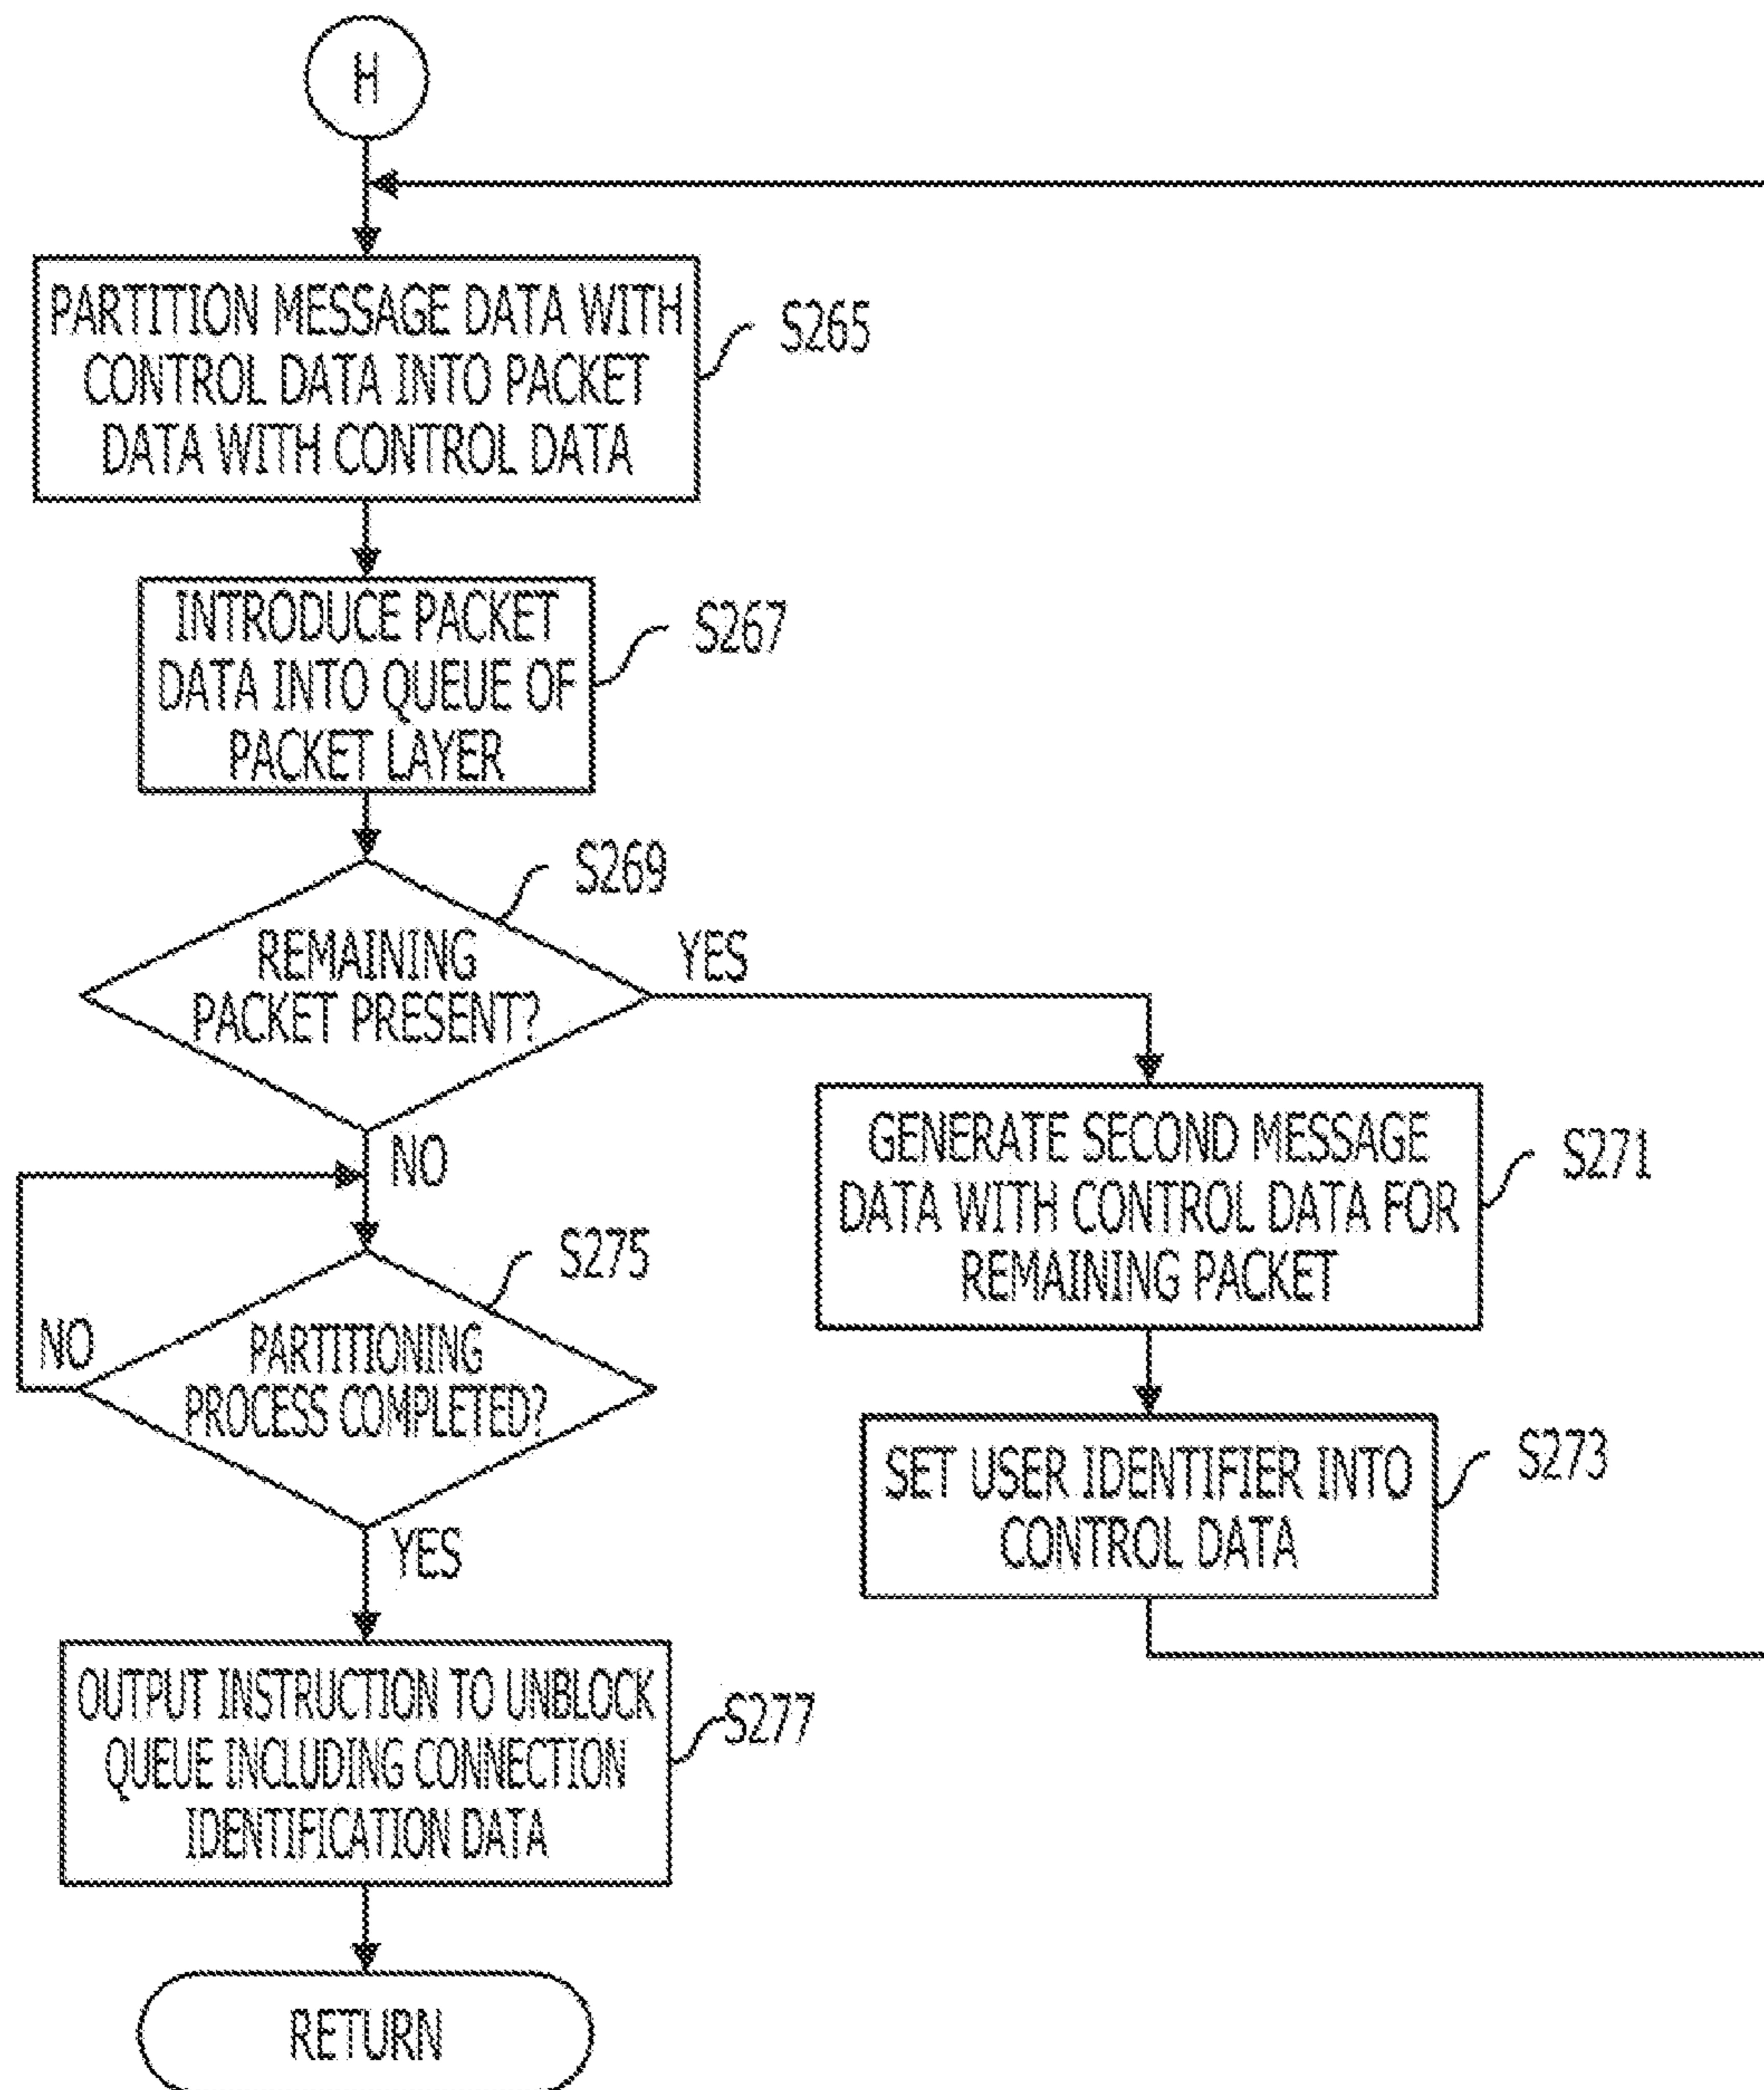 H
PARTITION MESSAGE DATA WITH
CONTROL DATA INTO PACKET
DATA WITH CONTROL DATA
S265
INTRODUCE PACKET
DATA INTO QUEUE OF
PACKET LAYER
S267
S269
REMAINING
PACKET PRESENT?
YES
NO
GENERATE SECOND MESSAGE
DATA WITH CONTROL DATA FOR
REMAINING PACKET
S271
S275
PARTITIONING
PROCESS COMPLETED?
NO
YES
SET USER IDENTIFIER INTO
CONTROL DATA
S273
OUTPUT INSTRUCTION TO UNBLOCK
QUEUE INCLUDING CONNECTION
IDENTIFICATION DATA
S277
RETURN